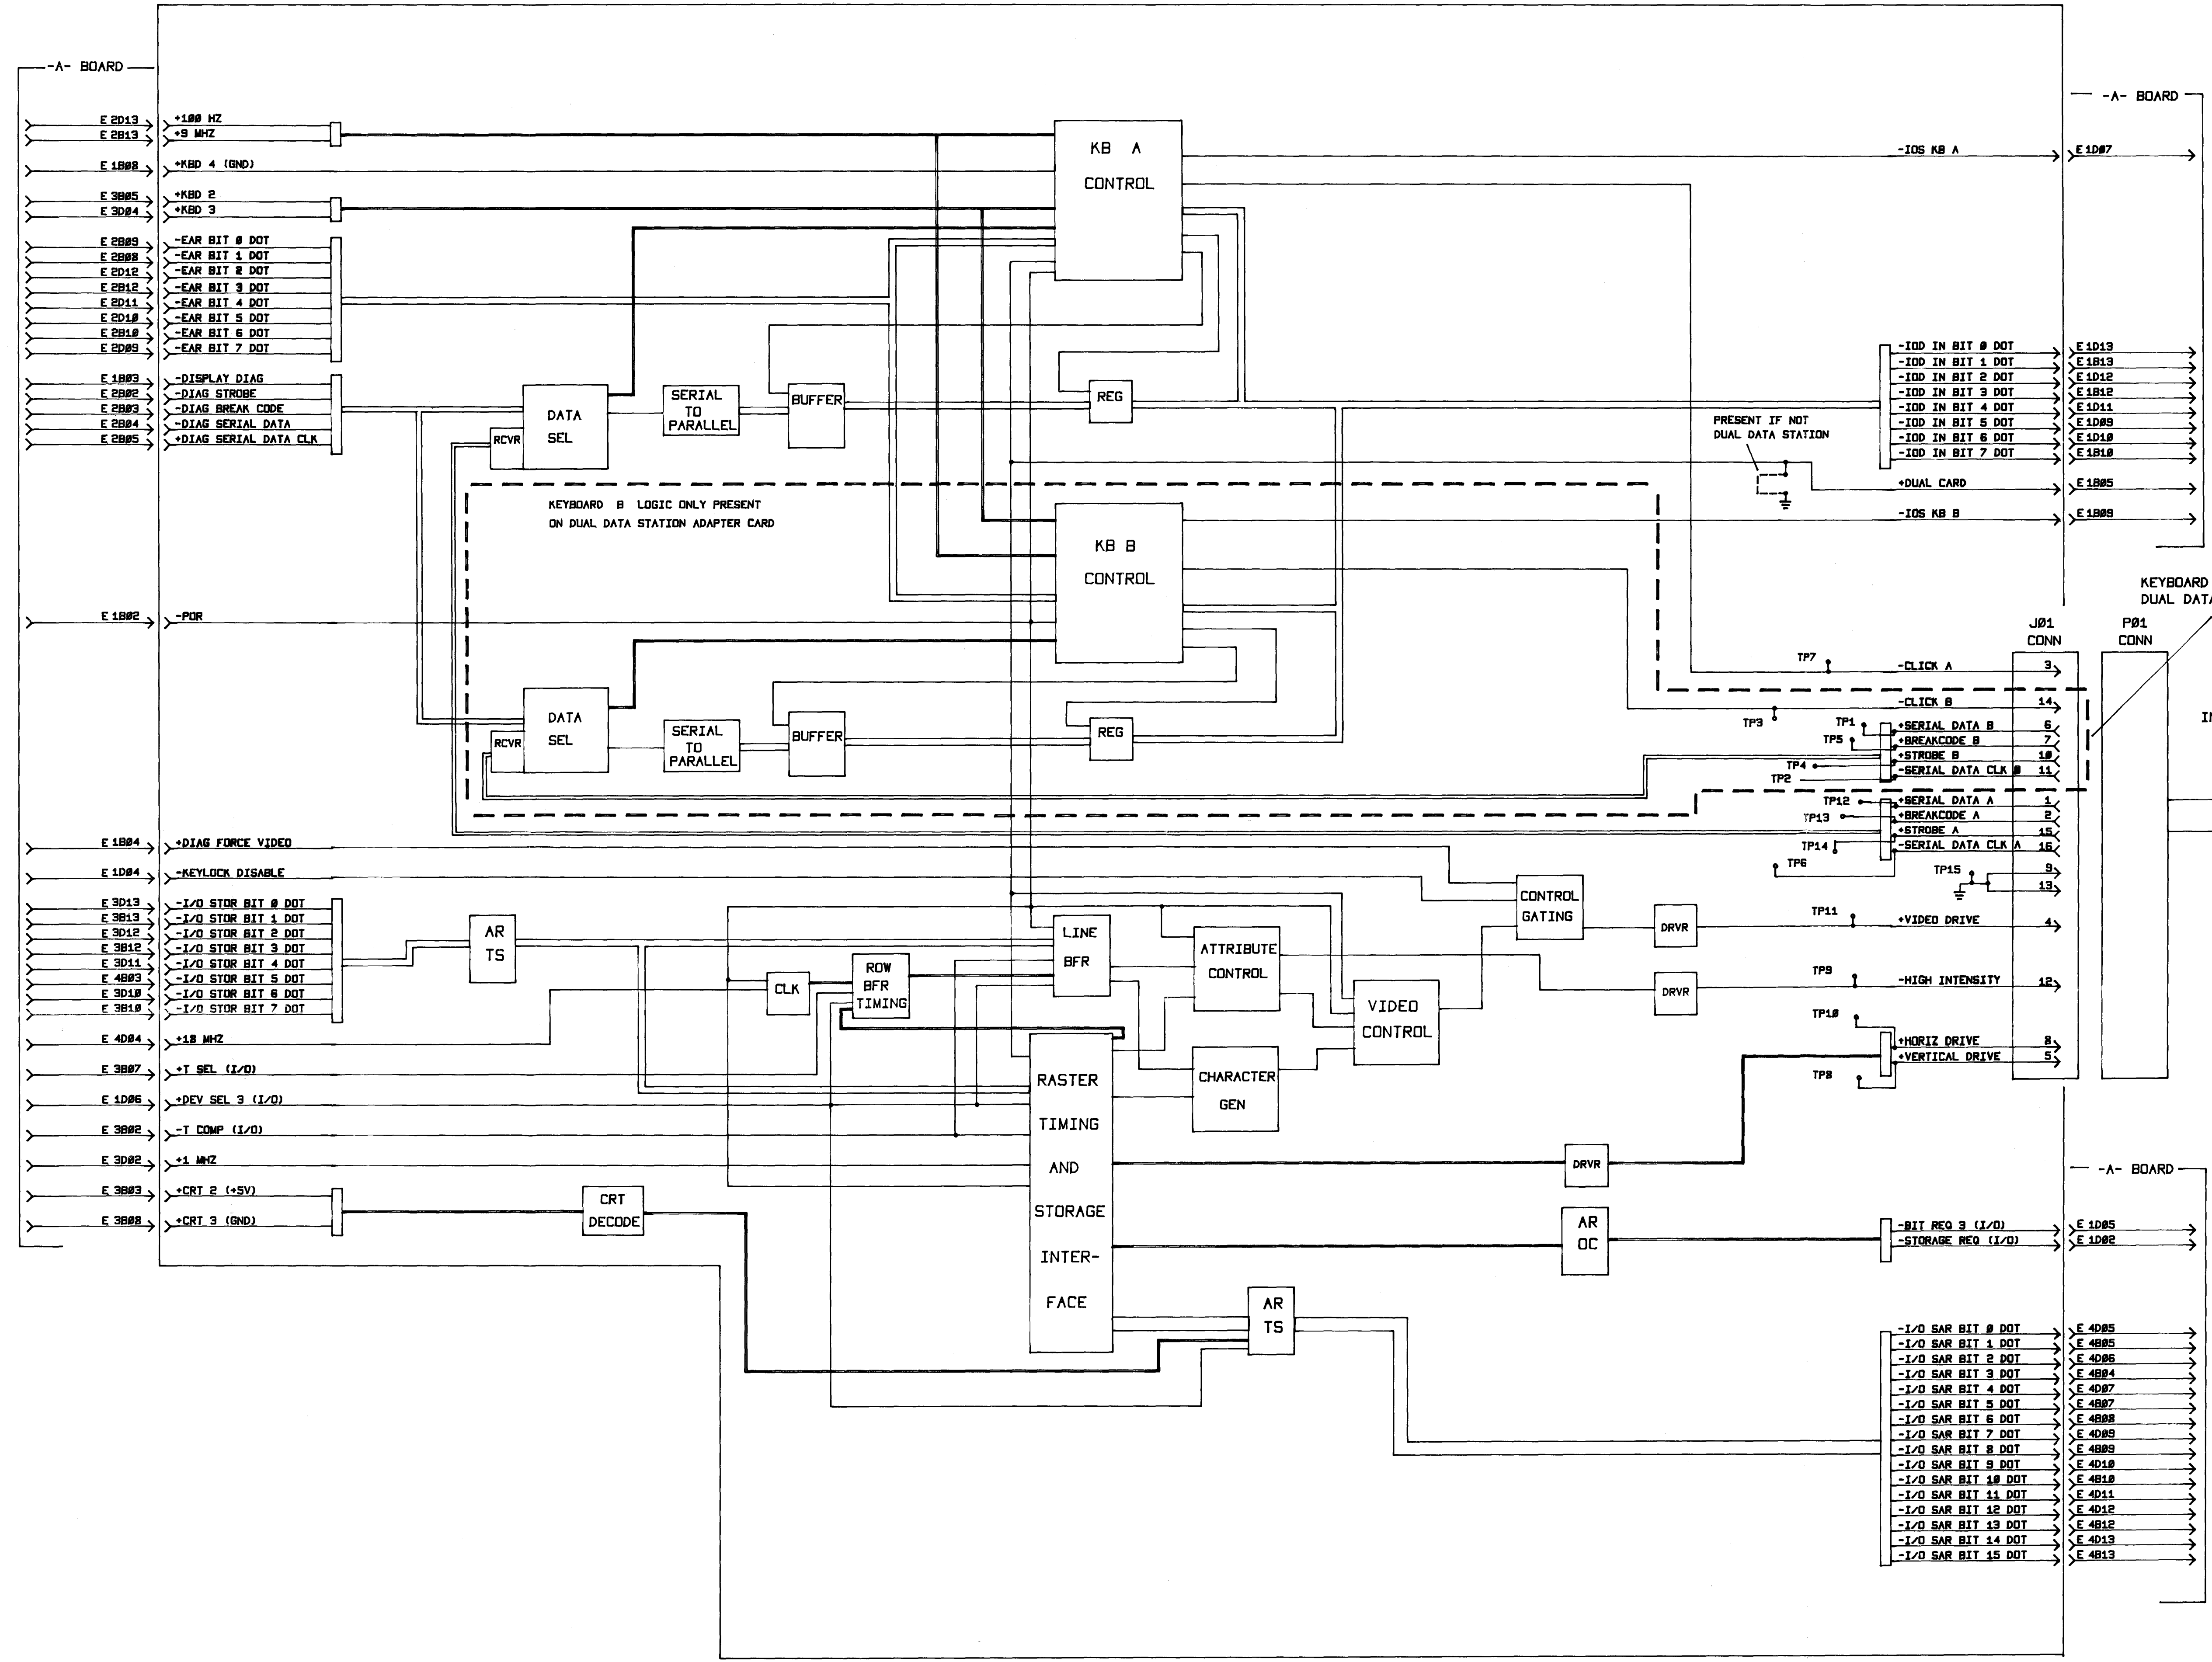 -A- BOARD
E 2D13 +100 HZ
E 2B13 +9 MHZ
E 1B08 +KBD 4 (GND)
E 3B05 +KBD 2
E 3D04 +KBD 3
E 2B09 -EAR BIT 0 DOT
E 2B08 -EAR BIT 1 DOT
E 2D12 -EAR BIT 2 DOT
E 2B12 -EAR BIT 3 DOT
E 2D11 -EAR BIT 4 DOT
E 2D10 -EAR BIT 5 DOT
E 2B10 -EAR BIT 6 DOT
E 2D09 -EAR BIT 7 DOT
E 1B03 -DISPLAY DIAG
E 2B02 -DIAG STROBE
E 2B03 -DIAG BREAK CODE
E 2B04 -DIAG SERIAL DATA
E 2B05 +DIAG SERIAL DATA CLK
E 1B02 -POR
E 1B04 +DIAG FORCE VIDEO
E 1D04 -KEYLOCK DISABLE
E 3D13 -I/O STOR BIT 0 DOT
E 3B13 -I/O STOR BIT 1 DOT
E 3D12 -I/O STOR BIT 2 DOT
E 3B12 -I/O STOR BIT 3 DOT
E 3D11 -I/O STOR BIT 4 DOT
E 4B03 -I/O STOR BIT 5 DOT
E 3D10 -I/O STOR BIT 6 DOT
E 3B10 -I/O STOR BIT 7 DOT
E 4D04 +18 MHZ
E 3B07 +T SEL (I/O)
E 1D06 +DEV SEL 3 (I/O)
E 3B02 -T COMP (I/O)
E 3D02 +1 MHZ
E 3B03 +CRT 2 (+5V)
E 3B08 +CRT 3 (GND)
KB A
CONTROL
DATA
SEL
RCVR
SERIAL
TO
PARALLEL
BUFFER
REG
KEYBOARD B LOGIC ONLY PRESENT
ON DUAL DATA STATION ADAPTER CARD
KB B
CONTROL
DATA
SEL
RCVR
SERIAL
TO
PARALLEL
BUFFER
REG
AR
TS
CLK
ROW
BFR
TIMING
LINE
BFR
ATTRIBUTE
CONTROL
VIDEO
CONTROL
CHARACTER
GEN
CONTROL
GATING
DRVR
DRVR
RASTER
TIMING
AND
STORAGE
INTER-
FACE
CRT
DECODE
DRVR
AR
OC
AR
TS
-A- BOARD
-IOS KB A E 1D07
-IOD IN BIT 0 DOT E 1D13
-IOD IN BIT 1 DOT E 1B13
-IOD IN BIT 2 DOT E 1D12
-IOD IN BIT 3 DOT E 1B12
-IOD IN BIT 4 DOT E 1D11
-IOD IN BIT 5 DOT E 1D09
-IOD IN BIT 6 DOT E 1D10
-IOD IN BIT 7 DOT E 1B10
PRESENT IF NOT
DUAL DATA STATION
+DUAL CARD E 1B05
-IOS KB B E 1B09
KEYBOARD
DUAL DATA
J01
CONN
P01
CONN
TP7 -CLICK A 3
TP3 -CLICK B 14
TP1 +SERIAL DATA B 6
TP5 +BREAKCODE B 7
+STROBE B 10
TP4
TP2 -SERIAL DATA CLK B 11
TP12 +SERIAL DATA A 1
TP13 +BREAKCODE A 2
+STROBE A 15
TP14 -SERIAL DATA CLK A 16
TP6
TP15 9
13
TP11 +VIDEO DRIVE 4
TP9 -HIGH INTENSITY 12
TP10
+HORIZ DRIVE 8
+VERTICAL DRIVE 5
TP8
-A- BOARD
-BIT REQ 3 (I/O) E 1D05
-STORAGE REQ (I/O) E 1D02
-I/O SAR BIT 0 DOT E 4D05
-I/O SAR BIT 1 DOT E 4B05
-I/O SAR BIT 2 DOT E 4D06
-I/O SAR BIT 3 DOT E 4B04
-I/O SAR BIT 4 DOT E 4D07
-I/O SAR BIT 5 DOT E 4B07
-I/O SAR BIT 6 DOT E 4B08
-I/O SAR BIT 7 DOT E 4D09
-I/O SAR BIT 8 DOT E 4B09
-I/O SAR BIT 9 DOT E 4D10
-I/O SAR BIT 10 DOT E 4B10
-I/O SAR BIT 11 DOT E 4D11
-I/O SAR BIT 12 DOT E 4D12
-I/O SAR BIT 13 DOT E 4B12
-I/O SAR BIT 14 DOT E 4D13
-I/O SAR BIT 15 DOT E 4B13